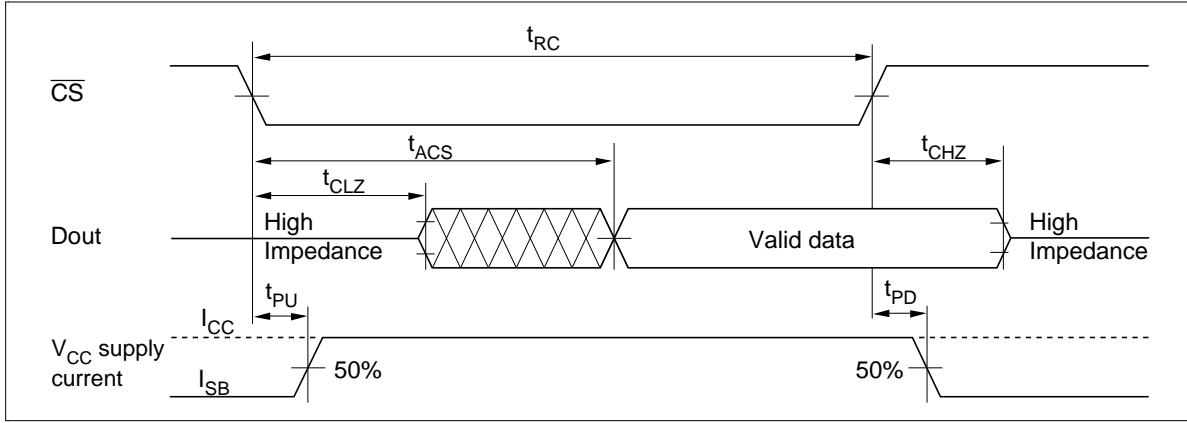 t_RC
C̅S̅
t_ACS
t_CHZ
t_CLZ
High
Impedance
Dout
Valid data
High
Impedance
t_PU
t_PD
I_CC
V_CC supply
current
50%
50%
I_SB